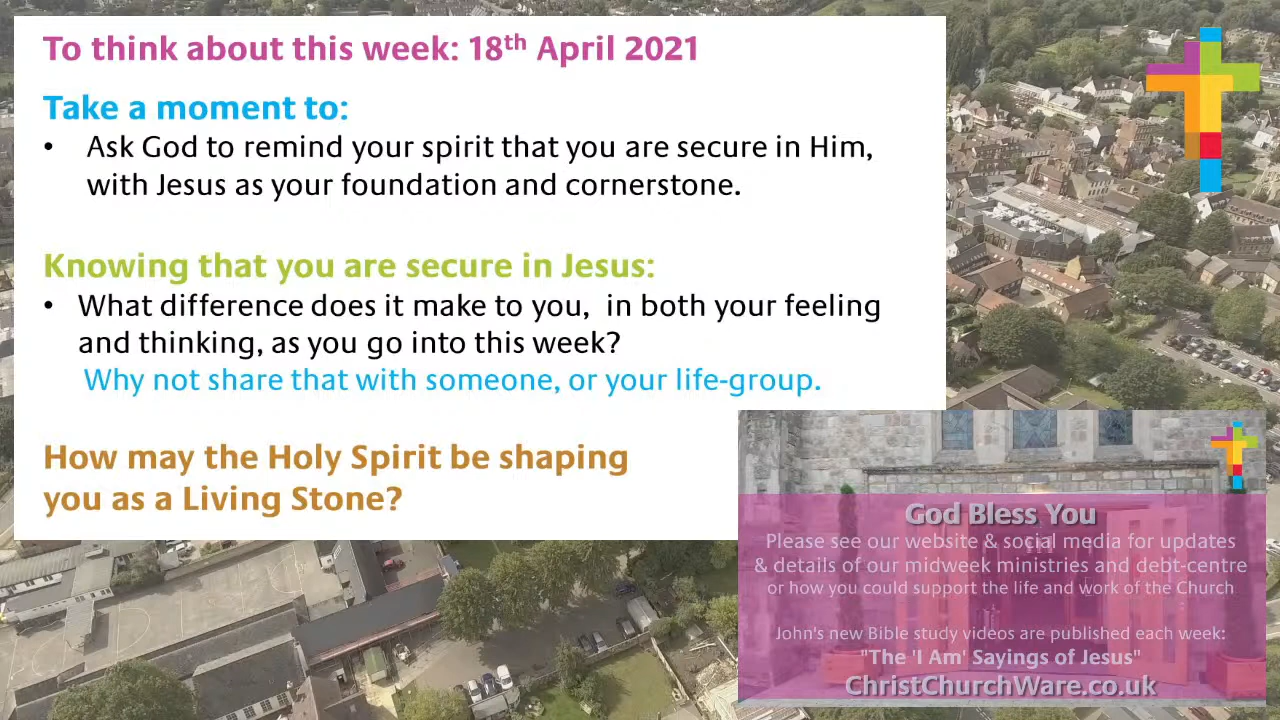 To think about this week: 18th April 2021
Take a moment to:
• Ask God to remind your spirit that you are secure in Him,
with Jesus as your foundation and cornerstone.
Knowing that you are secure in Jesus:
• What difference does it make to you,  in both your feeling
and thinking, as you go into this week?
Why not share that with someone, or your life-group.
How may the Holy Spirit be shaping
you as a Living Stone?
God Bless You
Please see our website & social media for updates
& details of our midweek ministries and debt-centre
or how you could support the life and work of the Church
John's new Bible study videos are published each week:
"The 'I Am' Sayings of Jesus"
ChristChurchWare.co.uk